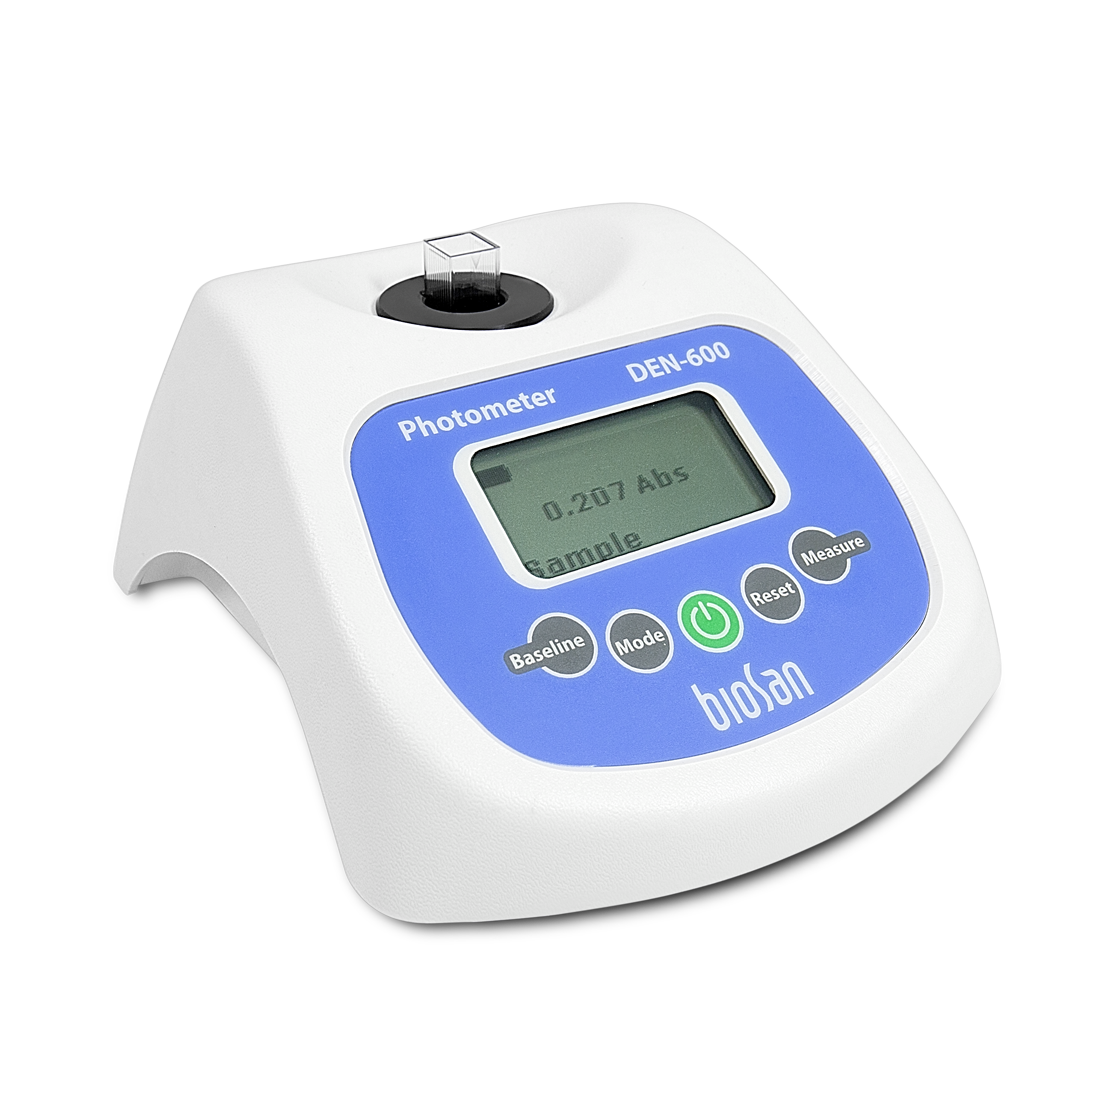 Photometer DEN-600
0.207 Abs
Sample
Baseline Mode Reset Measure
biosan